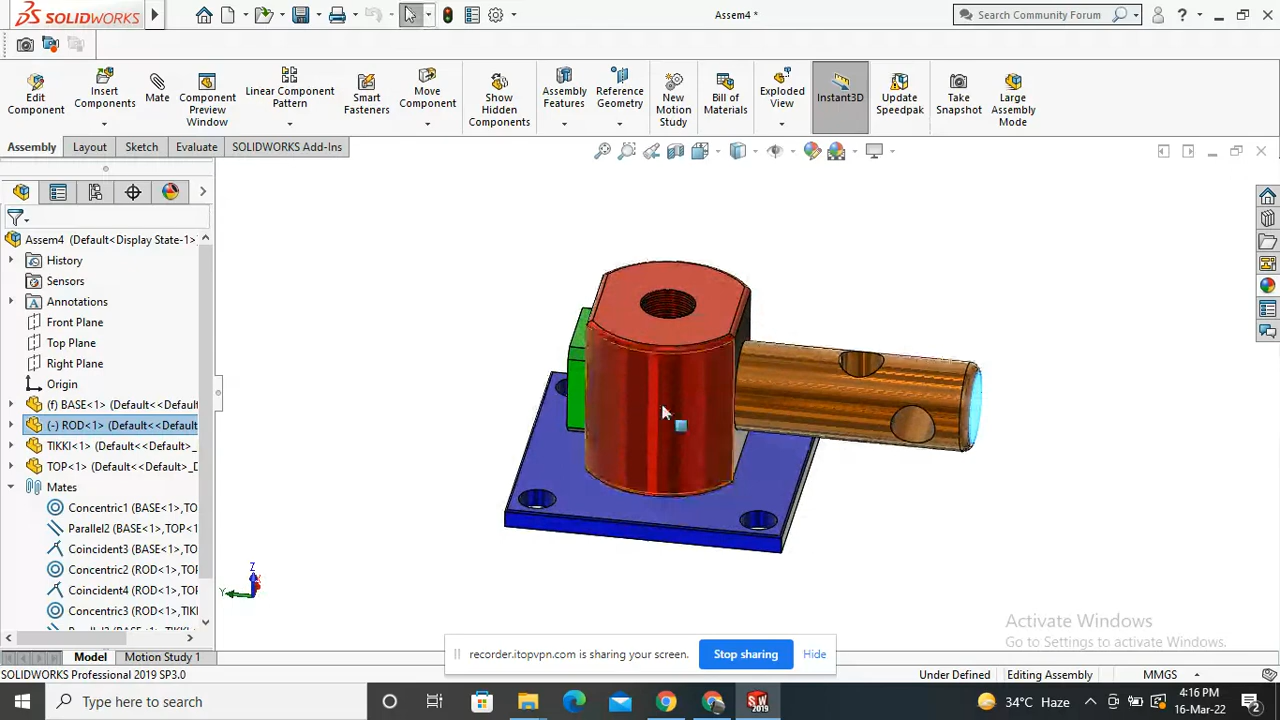 SOLIDWORKS
Assem4 *
Search Community Forum
Edit Component
Insert Components
Mate
Component Preview Window
Linear Component Pattern
Smart Fasteners
Move Component
Show Hidden Components
Assembly Features
Reference Geometry
New Motion Study
Bill of Materials
Exploded View
Instant3D
Update Speedpak
Take Snapshot
Large Assembly Mode
Assembly
Layout
Sketch
Evaluate
SOLIDWORKS Add-Ins
Assem4 (Default<Display State-1>
History
Sensors
Annotations
Front Plane
Top Plane
Right Plane
Origin
(f) BASE<1> (Default<<Default
(-) ROD<1> (Default<<Default
TIKKI<1> (Default<<Default>_
TOP<1> (Default<<Default>_D
Mates
Concentric1 (BASE<1>,TO
Parallel2 (BASE<1>,TOP<1
Coincident3 (BASE<1>,TO
Concentric2 (ROD<1>,TOP
Coincident4 (ROD<1>,TOP
Concentric3 (ROD<1>,TIK
Z
Y
Activate Windows
Go to Settings to activate Windows.
Model
Motion Study 1
recorder.itopvpn.com is sharing your screen.
Stop sharing
Hide
SOLIDWORKS Professional 2019 SP3.0
Under Defined
Editing Assembly
MMGS
Type here to search
SW
2019
34°C Haze
4:16 PM
16-Mar-22
2